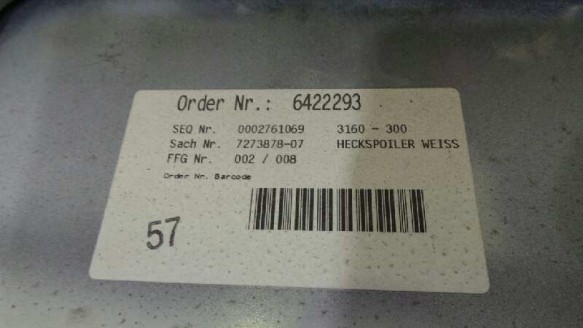 Order Nr.: 6422293
SEQ Nr. 0002761069 3160 - 300
Sach Nr. 7273878-07 HECKSPOILER WEISS
FFG Nr. 002 / 008
Order Nr. Barcode
57